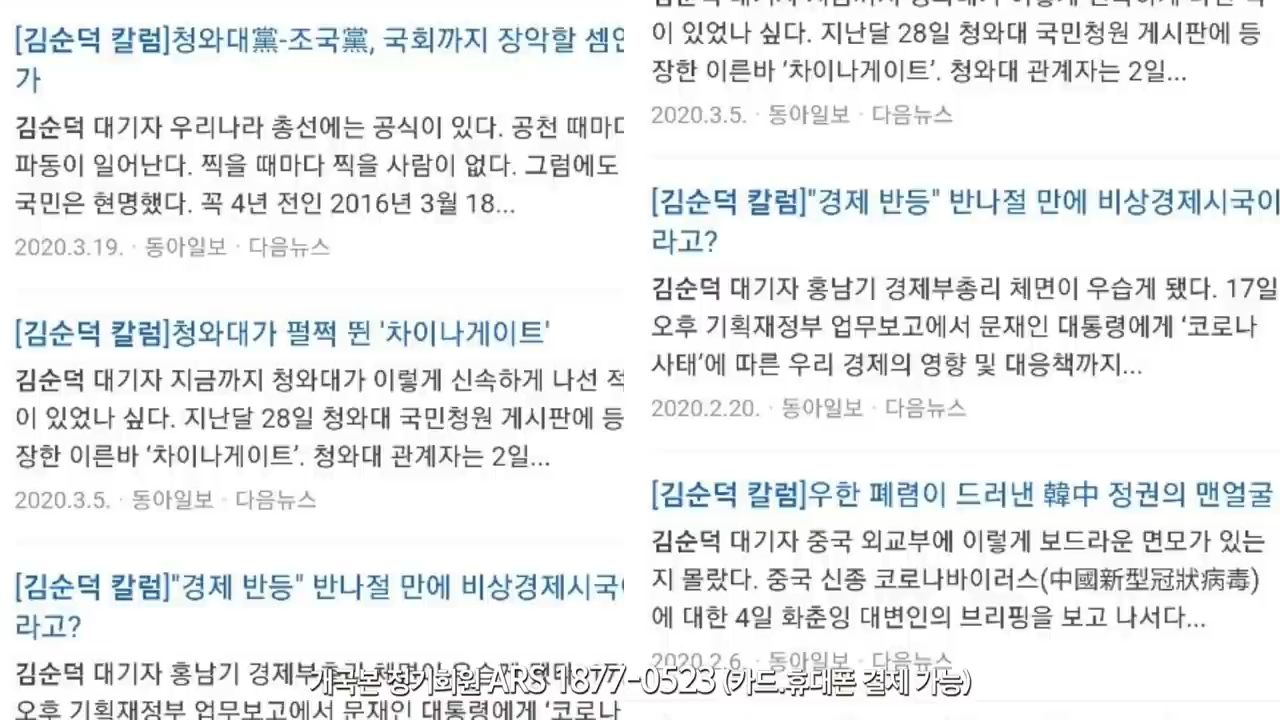 [김순덕 칼럼]청와대黨-조국黨, 국회까지 장악할 셈인
가
김순덕 대기자 우리나라 총선에는 공식이 있다. 공천 때마다
파동이 일어난다. 찍을 때마다 찍을 사람이 없다. 그럼에도
국민은 현명했다. 꼭 4년 전인 2016년 3월 18...
2020.3.19. · 동아일보 · 다음뉴스
[김순덕 칼럼]청와대가 펄쩍 뛴 '차이나게이트'
김순덕 대기자 지금까지 청와대가 이렇게 신속하게 나선 적
이 있었나 싶다. 지난달 28일 청와대 국민청원 게시판에 등
장한 이른바 ‘차이나게이트’. 청와대 관계자는 2일...
2020.3.5. · 동아일보 · 다음뉴스
[김순덕 칼럼]"경제 반등" 반나절 만에 비상경제시국이
라고?
김순덕 대기자 홍남기 경제부총리 체면이 우습게 됐다. 17
오후 기획재정부 업무보고에서 문재인 대통령에게 ‘코로나
이 있었나 싶다. 지난달 28일 청와대 국민청원 게시판에 등
장한 이른바 ‘차이나게이트’. 청와대 관계자는 2일...
2020.3.5. · 동아일보 · 다음뉴스
[김순덕 칼럼]"경제 반등" 반나절 만에 비상경제시국이
라고?
김순덕 대기자 홍남기 경제부총리 체면이 우습게 됐다. 17일
오후 기획재정부 업무보고에서 문재인 대통령에게 ‘코로나
사태’에 따른 우리 경제의 영향 및 대응책까지...
2020.2.20. · 동아일보 · 다음뉴스
[김순덕 칼럼]우한 폐렴이 드러낸 韓中 정권의 맨얼굴
김순덕 대기자 중국 외교부에 이렇게 보드라운 면모가 있는
지 몰랐다. 중국 신종 코로나바이러스(中國新型冠狀病毒)
에 대한 4일 화춘잉 대변인의 브리핑을 보고 나서다...
2020.2.6. · 동아일보 · 다음뉴스
개국본 정기회원 ARS 1877-0523 (카드.휴대폰 결제 가능)